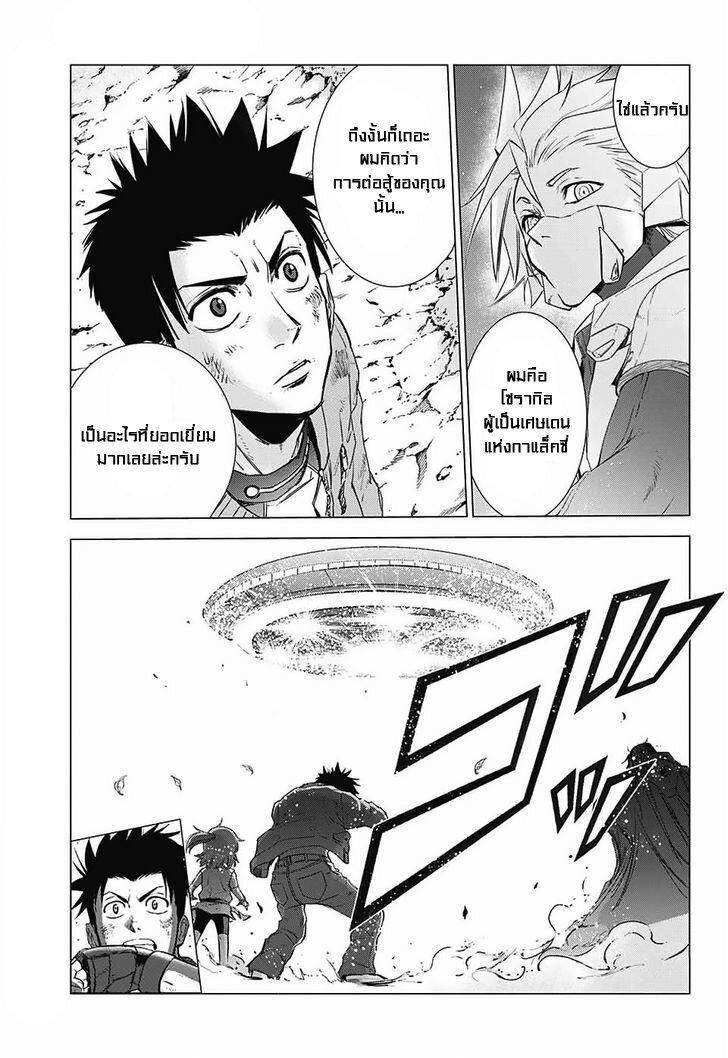 ใช่แล้วครับ
ผมคือ
โซรากิล
ผู้เป็นเศษเดน
แห่งกาแล็คซี่
ถึงงั้นก็เถอะ
ผมคิดว่า
การต่อสู้ของคุณ
นั้น...
เป็นอะไรที่ยอดเยี่ยม
มากเลยล่ะครับ
ゴゴゴ